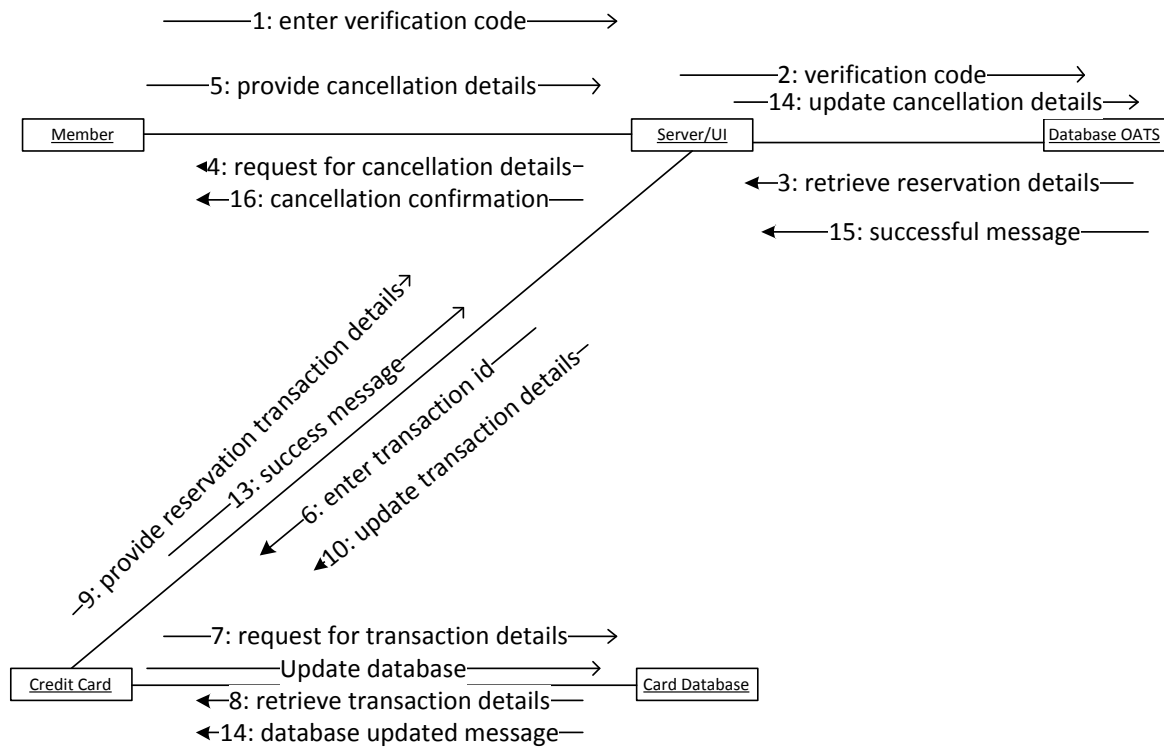 1: enter verification code
2: verification code
5: provide cancellation details
14: update cancellation details
Member
Server/UI
Database OATS
4: request for cancellation details
3: retrieve reservation details
16: cancellation confirmation
15: successful message
9: provide reservation transaction details
13: success message
6: enter transaction id
10: update transaction details
7: request for transaction details
Update database
Credit Card
Card Database
8: retrieve transaction details
14: database updated message